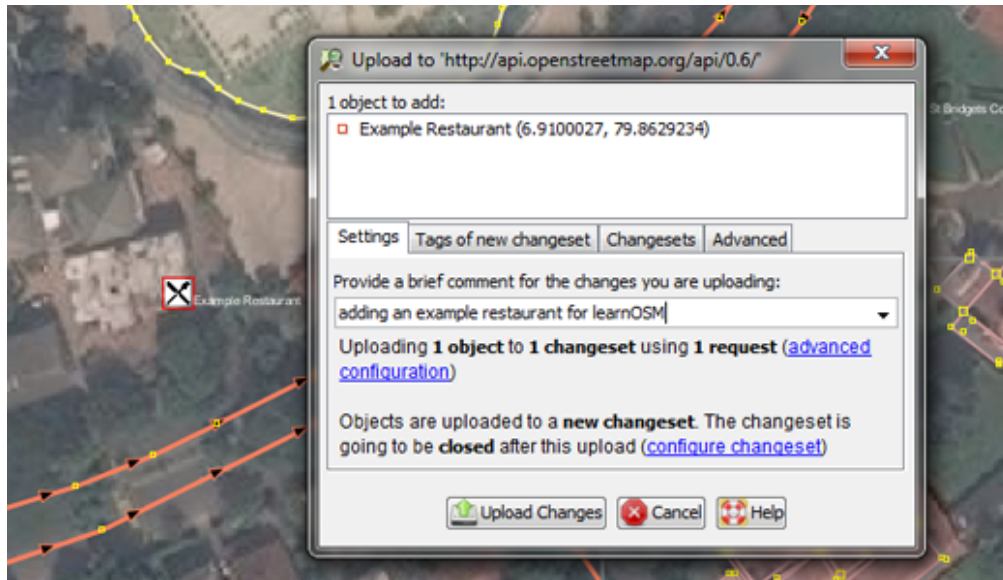 Upload to "http://api.openstreetmap.org/api/0.6/"
1 object to add:
Example Restaurant (6.9100027, 79.8629234)
St Bridgets Co
Settings Tags of new changeset Changesets Advanced
Provide a brief comment for the changes you are uploading:
Example Restaurant
adding an example restaurant for learnOSM
Uploading 1 object to 1 changeset using 1 request (advanced
configuration)
Objects are uploaded to a new changeset. The changeset is
going to be closed after this upload (configure changeset)
Upload Changes Cancel Help